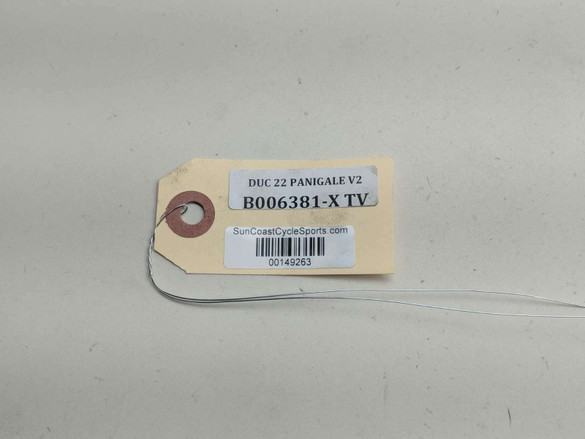 DUC 22 PANIGALE V2
B006381-X TV
SunCoastCycleSports.com
00149263